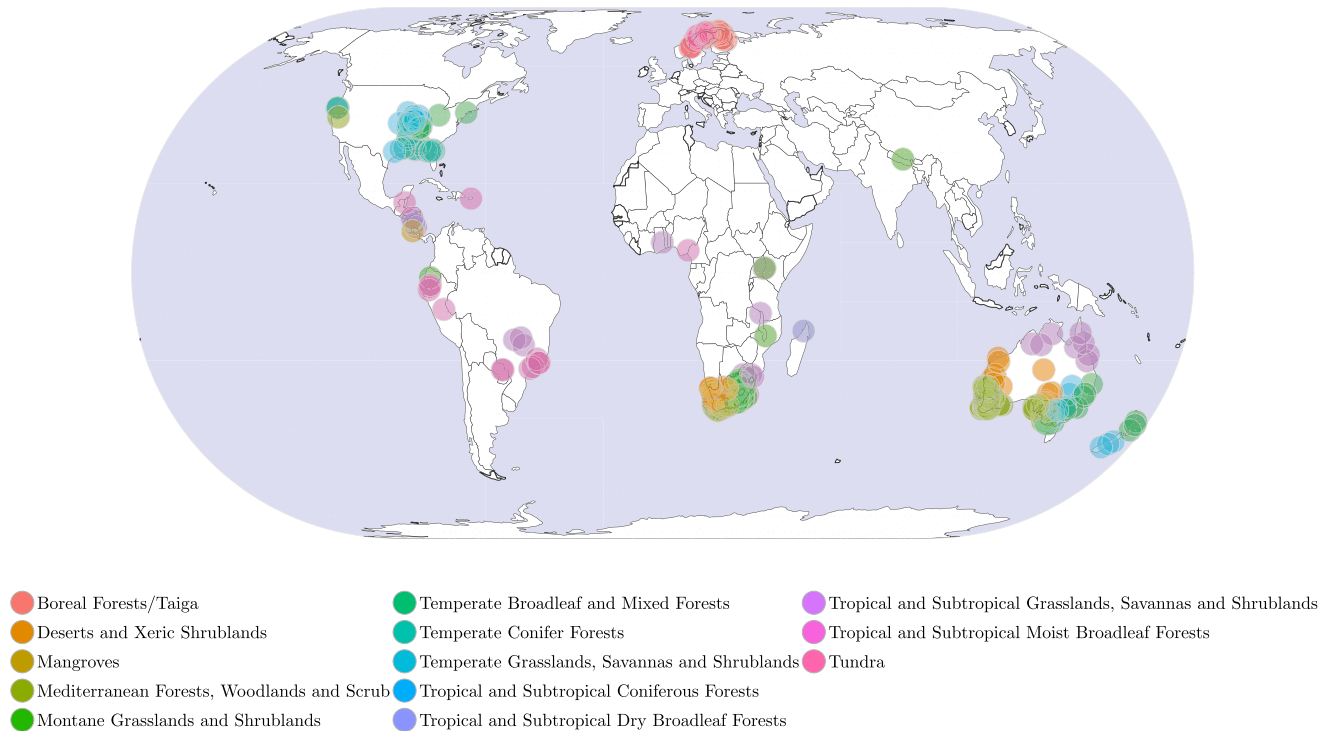 Boreal Forests/Taiga
Deserts and Xeric Shrublands
Mangroves
Mediterranean Forests, Woodlands and Scrub
Montane Grasslands and Shrublands
Temperate Broadleaf and Mixed Forests
Temperate Conifer Forests
Temperate Grasslands, Savannas and Shrublands
Tropical and Subtropical Coniferous Forests
Tropical and Subtropical Dry Broadleaf Forests
Tropical and Subtropical Grasslands, Savannas and Shrublands
Tropical and Subtropical Moist Broadleaf Forests
Tundra